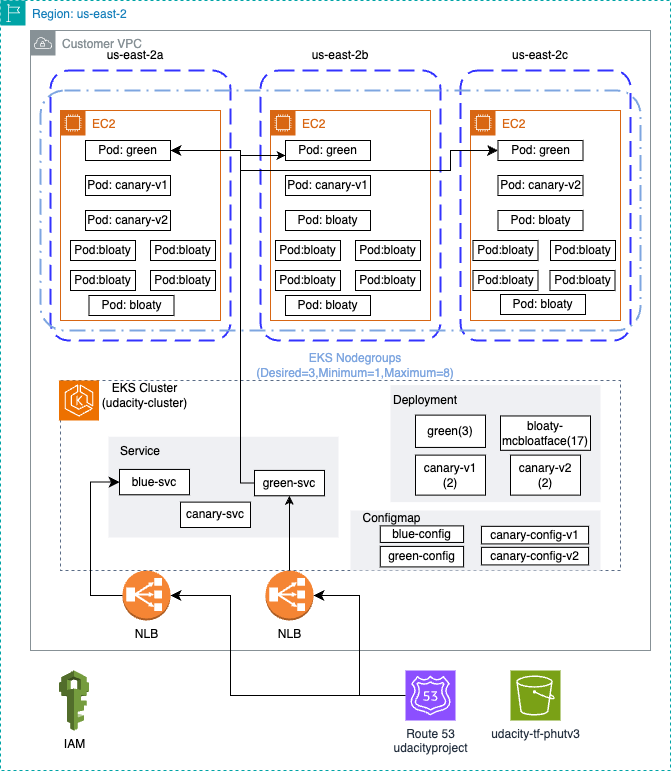 Region: us-east-2
Customer VPC
us-east-2a
us-east-2b
us-east-2c
EC2
EC2
EC2
Pod: green
Pod: green
Pod: green
Pod: canary-v1
Pod: canary-v1
Pod: canary-v2
Pod: canary-v2
Pod: bloaty
Pod: bloaty
Pod:bloaty
Pod:bloaty
Pod:bloaty
Pod:bloaty
Pod:bloaty
Pod:bloaty
Pod:bloaty
Pod:bloaty
Pod:bloaty
Pod:bloaty
Pod:bloaty
Pod:bloaty
Pod: bloaty
Pod: bloaty
Pod: bloaty
EKS Nodegroups
(Desired=3,Minimum=1,Maximum=8)
EKS Cluster
(udacity-cluster)
Deployment
green(3)
bloaty-
mcbloatface(17)
canary-v1
(2)
canary-v2
(2)
Service
blue-svc
green-svc
canary-svc
Configmap
blue-config
canary-config-v1
green-config
canary-config-v2
NLB
NLB
IAM
53
Route 53
udacityproject
udacity-tf-phutv3